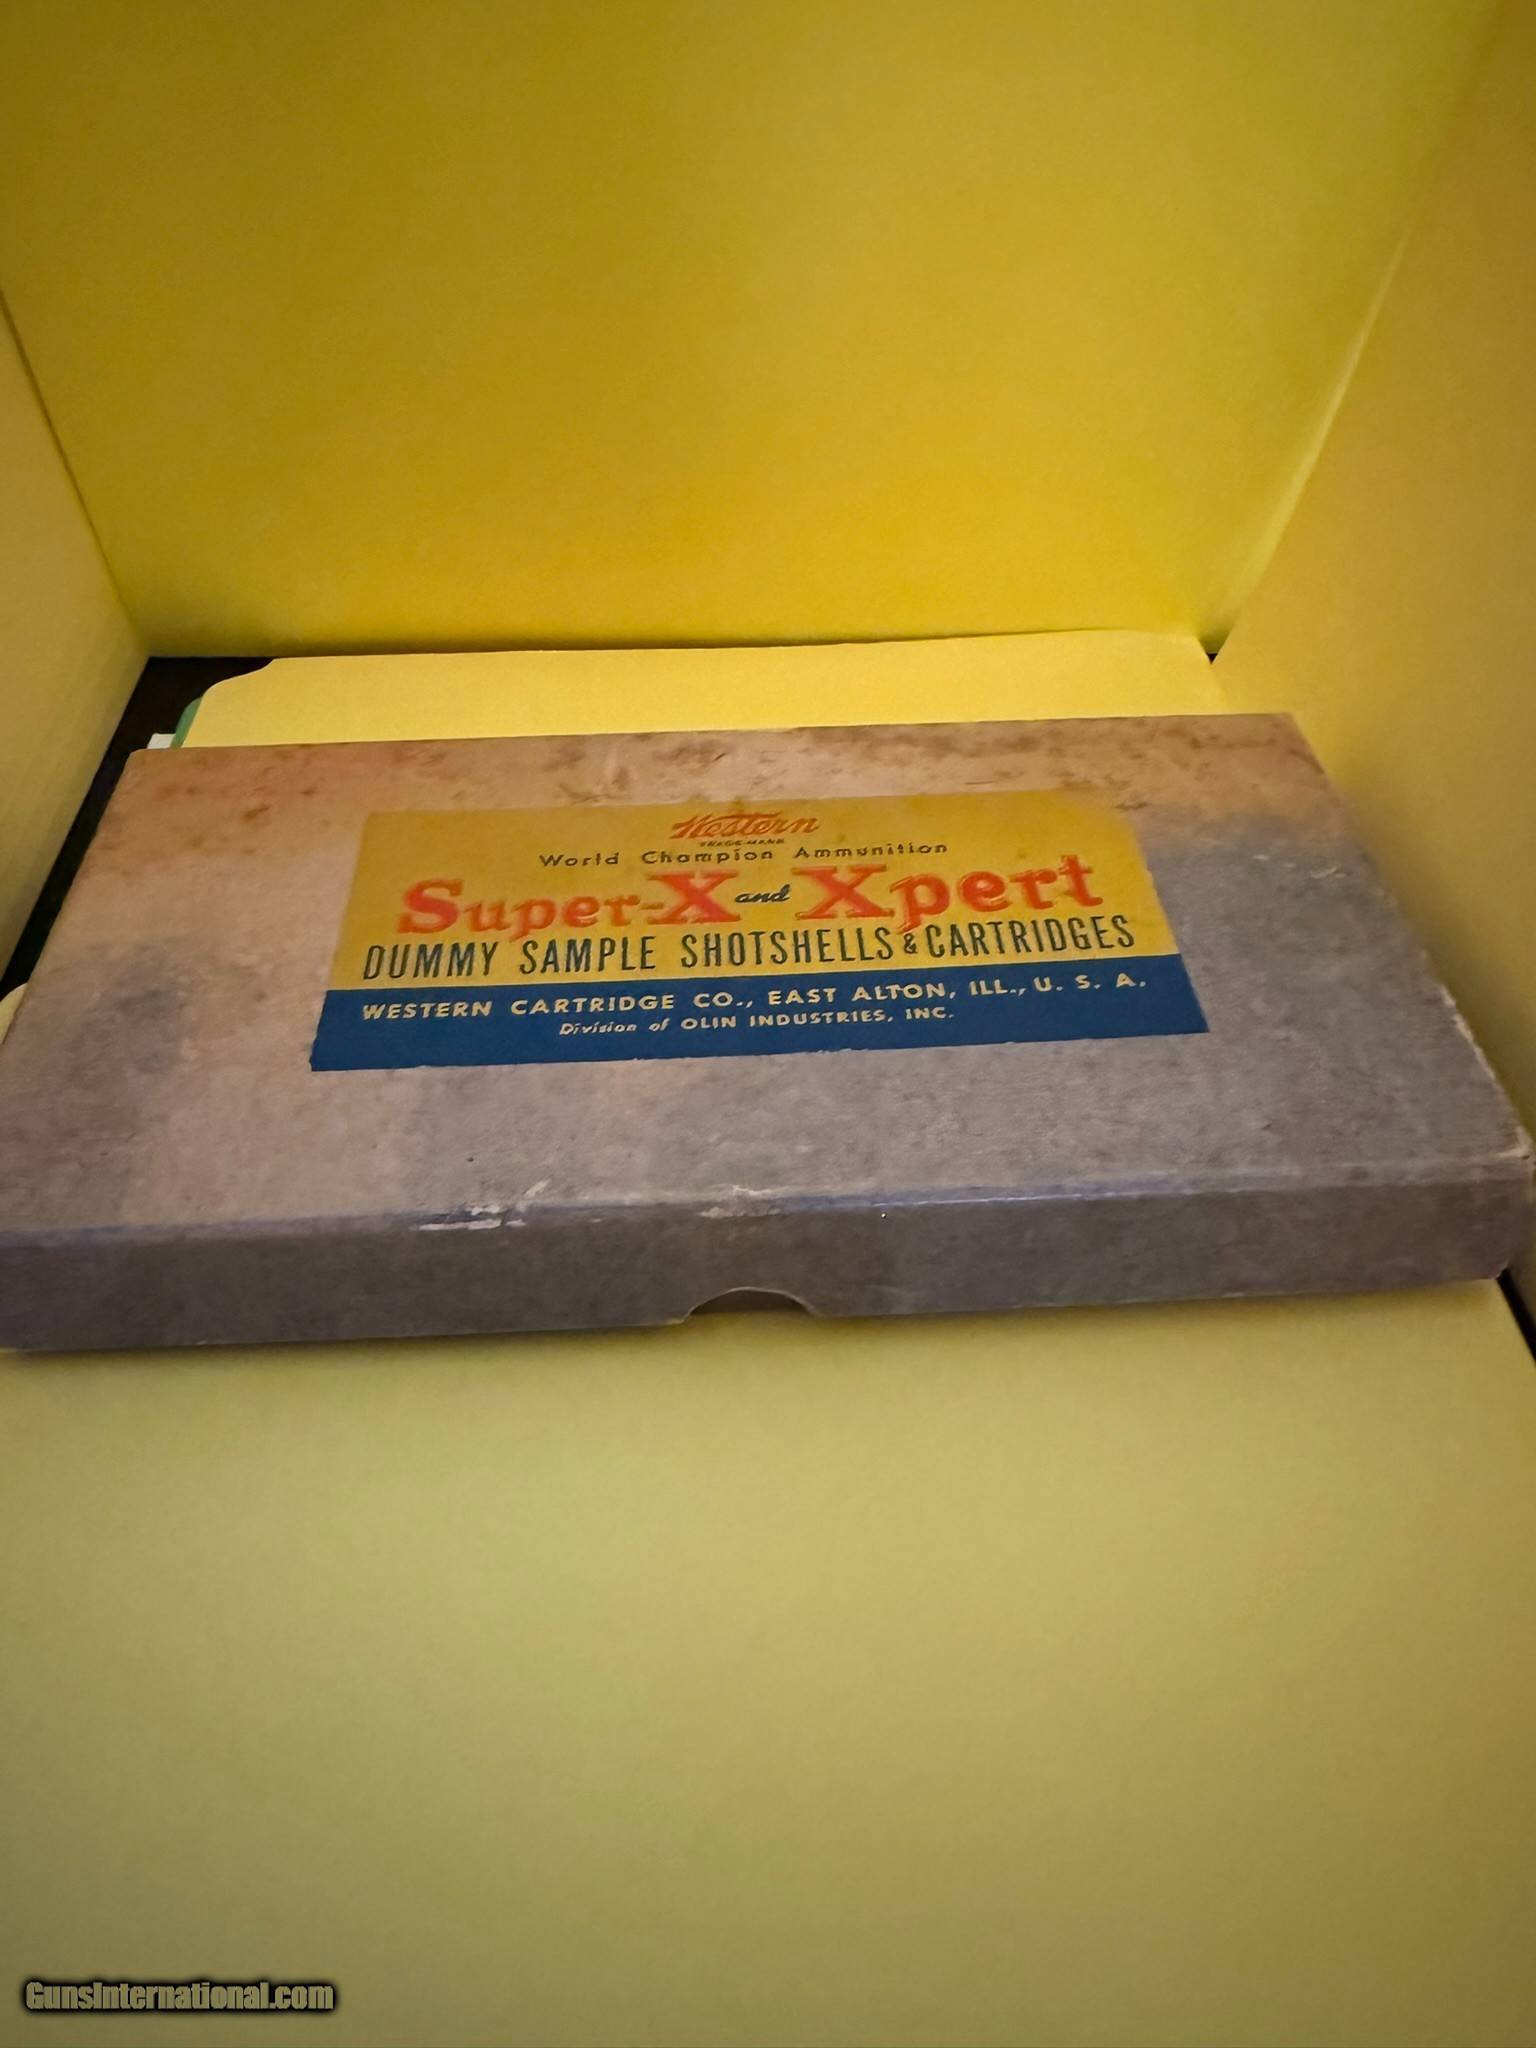 Western
TRADE-MARK
World Champion Ammunition
Super-X and Xpert
DUMMY SAMPLE SHOTSHELLS & CARTRIDGES
WESTERN CARTRIDGE CO., EAST ALTON, ILL., U. S. A.
Division of OLIN INDUSTRIES, INC.
GunsInternational.com